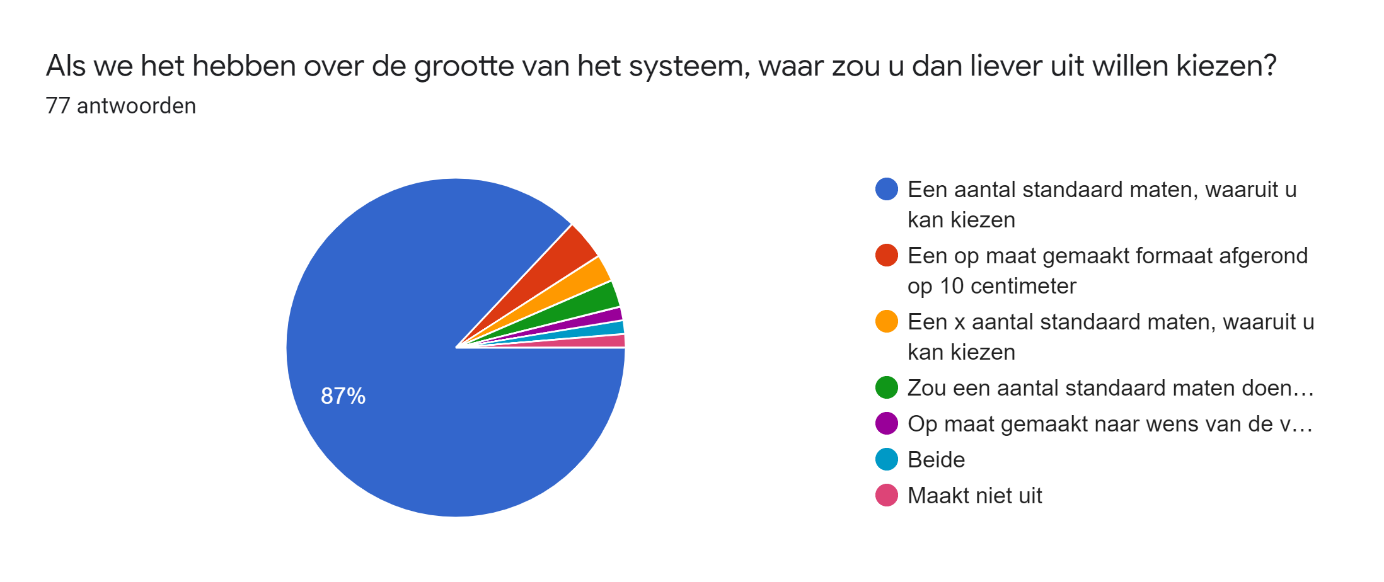 Als we het hebben over de grootte van het systeem, waar zou u dan liever uit willen kiezen?
77 antwoorden
87%
Een aantal standaard maten, waaruit u
kan kiezen
Een op maat gemaakt formaat afgerond
op 10 centimeter
Een x aantal standaard maten, waaruit u
kan kiezen
Zou een aantal standaard maten doen…
Op maat gemaakt naar wens van de v…
Beide
Maakt niet uit